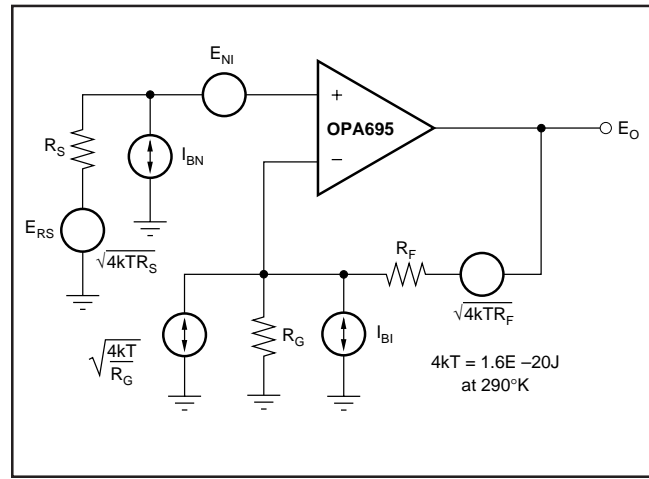 E_NI
+
OPA695
−
E_O
R_S
I_BN
E_RS
√4kTR_S
R_F
√4kTR_F
√4kT/R_G
R_G
I_BI
4kT = 1.6E −20J
at 290°K